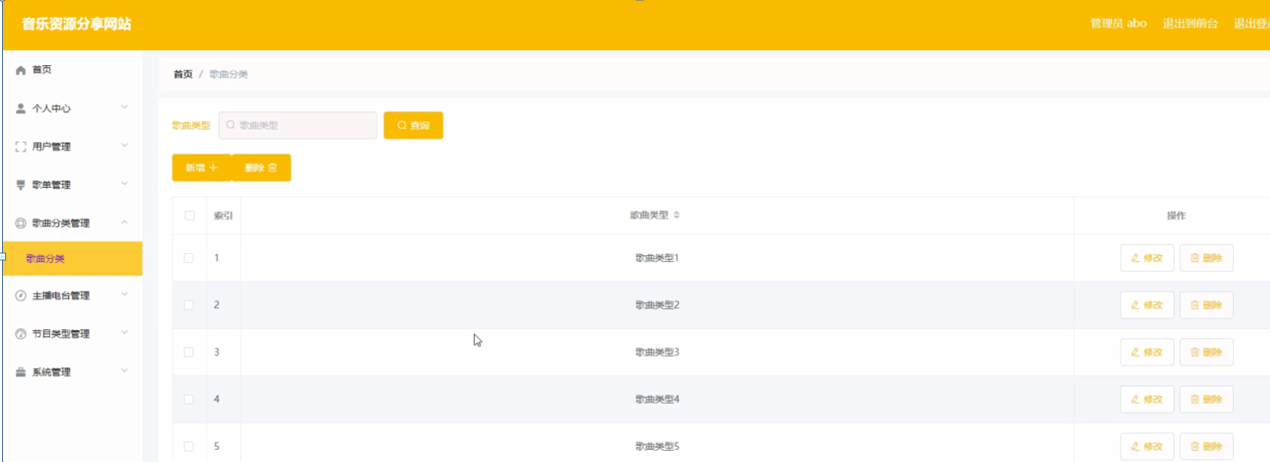 音乐资源分享网站
管理员 abo 退出到前台 退出登
首页
个人中心
用户管理
歌单管理
歌曲分类管理
歌曲分类
主播电台管理
节目类型管理
系统管理
首页 / 歌曲分类
歌曲类型 歌曲类型 查询
新增 删除
索引 歌曲类型 操作
1 歌曲类型1 修改 删除
2 歌曲类型2 修改 删除
3 歌曲类型3 修改 删除
4 歌曲类型4 修改 删除
5 歌曲类型5 修改 删除